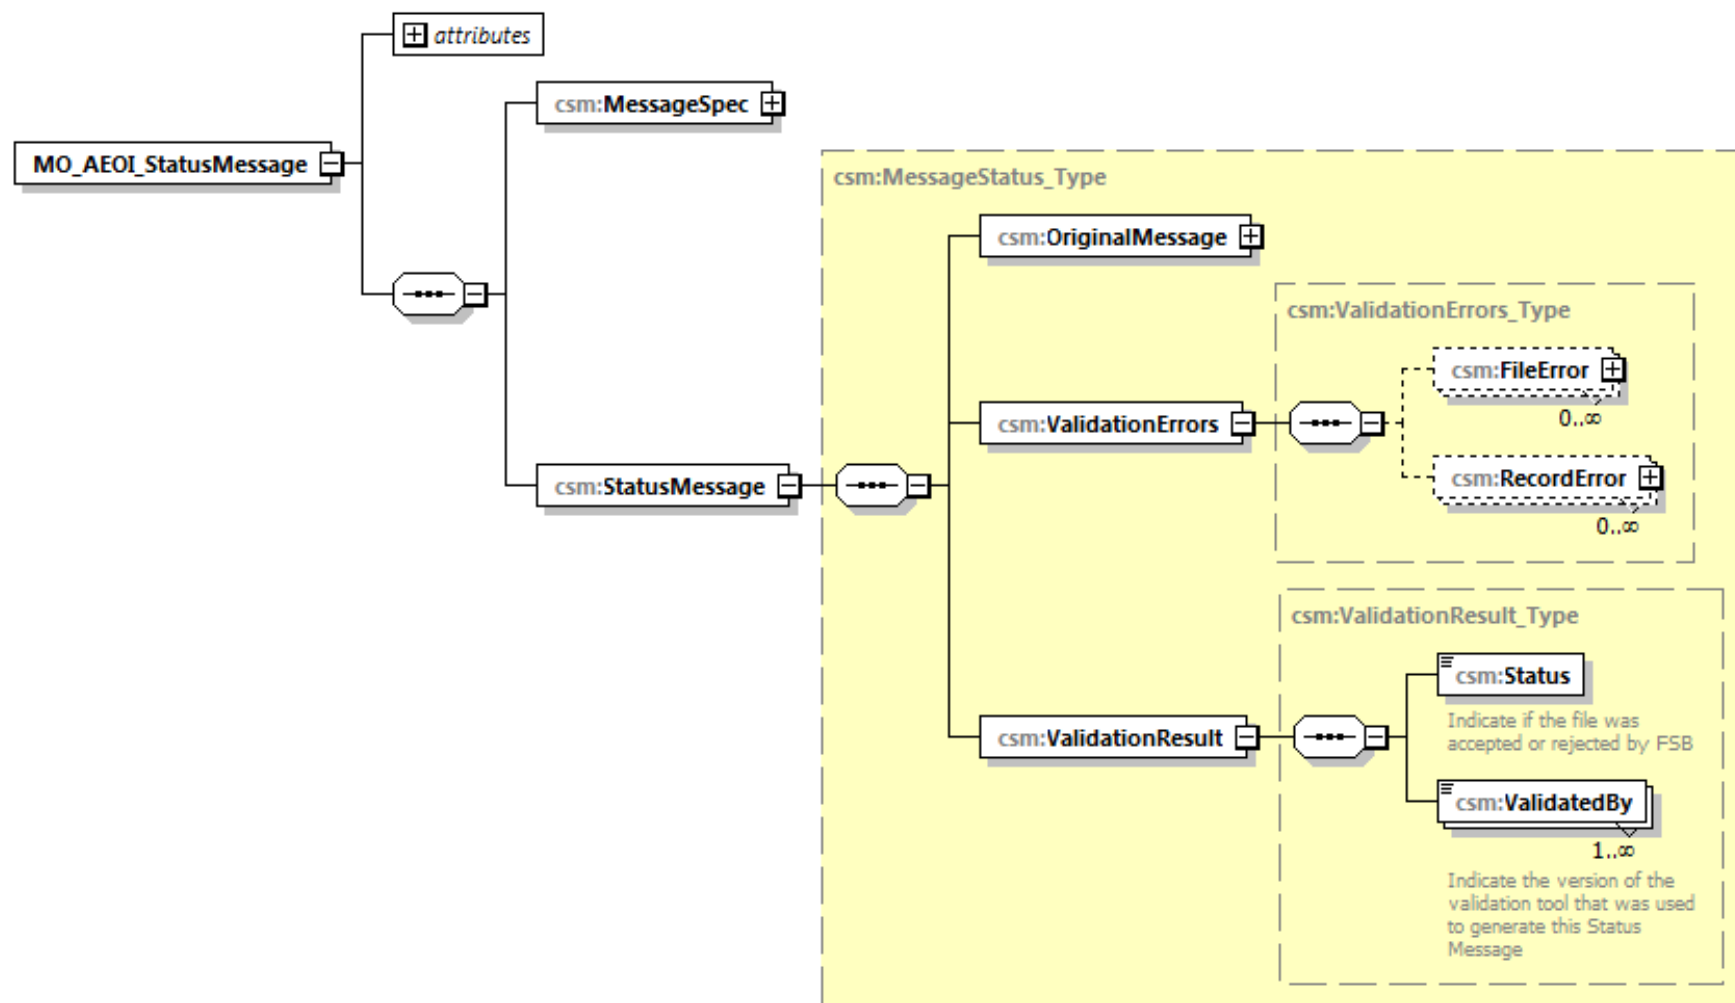 attributes
csm:MessageSpec
MO_AEOI_StatusMessage
csm:MessageStatus_Type
csm:OriginalMessage
csm:ValidationErrors_Type
csm:FileError
0..∞
csm:ValidationErrors
csm:RecordError
0..∞
csm:StatusMessage
csm:ValidationResult_Type
csm:Status
Indicate if the file was
accepted or rejected by FSB
csm:ValidationResult
csm:ValidatedBy
1..∞
Indicate the version of the
validation tool that was used
to generate this Status
Message